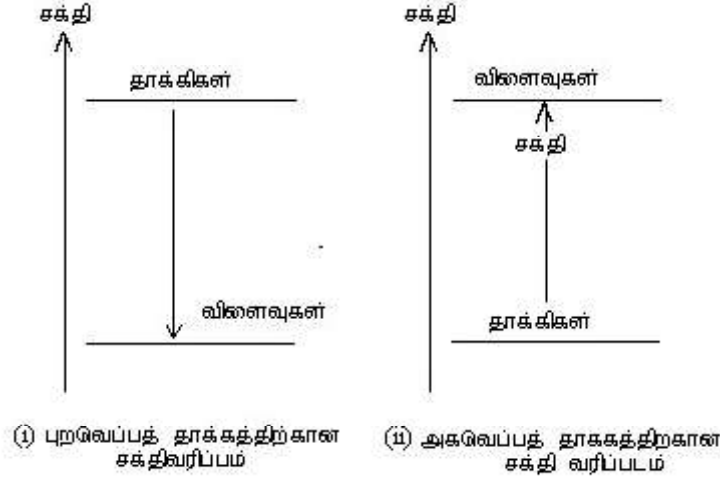 சக்தி
தாக்கிகள்
விளைவுகள்
(i) புறவெப்பத் தாக்கத்திற்கான
சக்திவரிப்பம்
சக்தி
விளைவுகள்
சக்தி
தாக்கிகள்
(ii) அகவெப்பத் தாககத்திறகான
சக்தி வரிப்படம்